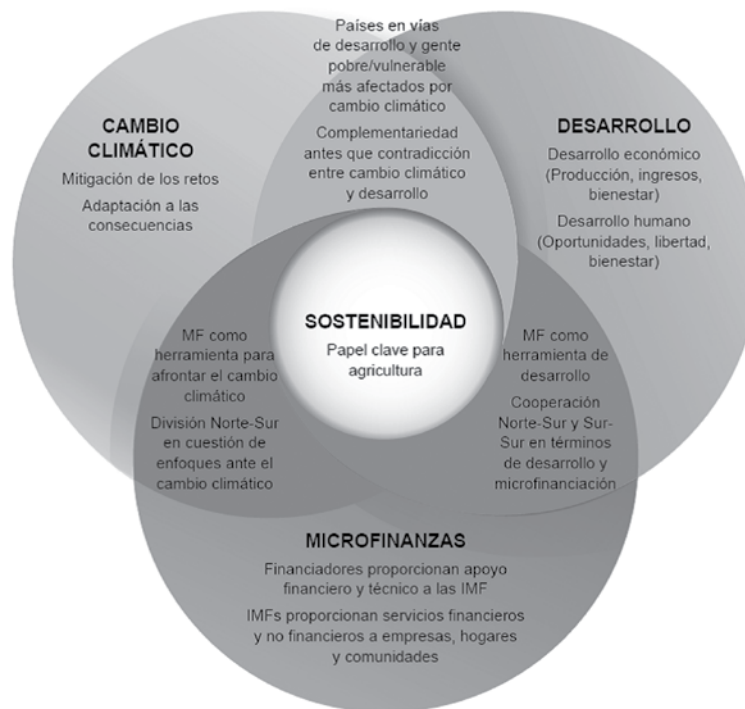 Países en vías
de desarrollo y gente
pobre/vulnerable
más afectados por
cambio climático
Complementariedad
antes que contradicción
entre cambio climático
y desarrollo
CAMBIO
CLIMÁTICO
Mitigación de los retos
Adaptación a las
consecuencias
DESARROLLO
Desarrollo económico
(Producción, ingresos,
bienestar)
Desarrollo humano
(Oportunidades, libertad,
bienestar)
SOSTENIBILIDAD
Papel clave para
agricultura
MF como
herramienta para
afrontar el cambio
climático
División Norte-Sur
en cuestión de
enfoques ante el
cambio climático
MF como
herramienta de
desarrollo
Cooperación
Norte-Sur y Sur-
Sur en términos
de desarrollo y
microfinanciación
MICROFINANZAS
Financiadores proporcionan apoyo
financiero y técnico a las IMF
IMFs proporcionan servicios financieros
y no financieros a empresas, hogares
y comunidades